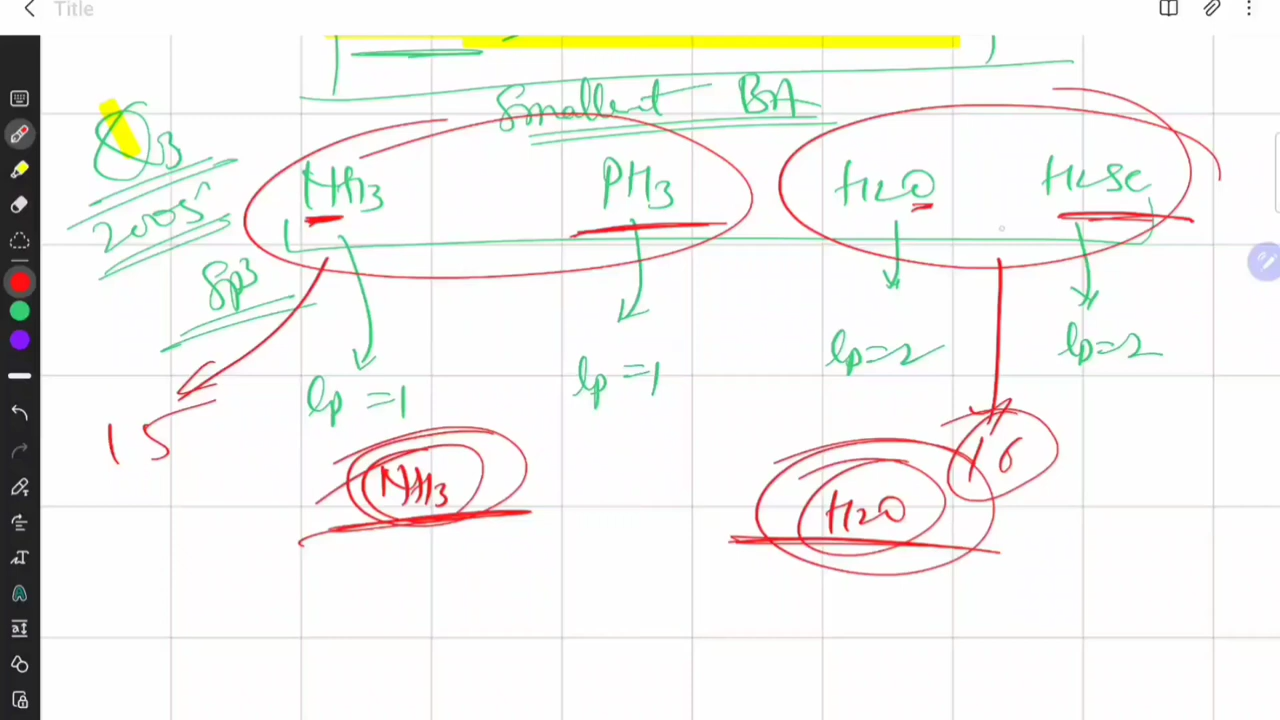 Title
Smallest BA
Q3
NH3 PH3 H2O H2Se
2005
Sp3
lp=2 lp=2
lp=1 lp=1
15 16
NH3 H2O